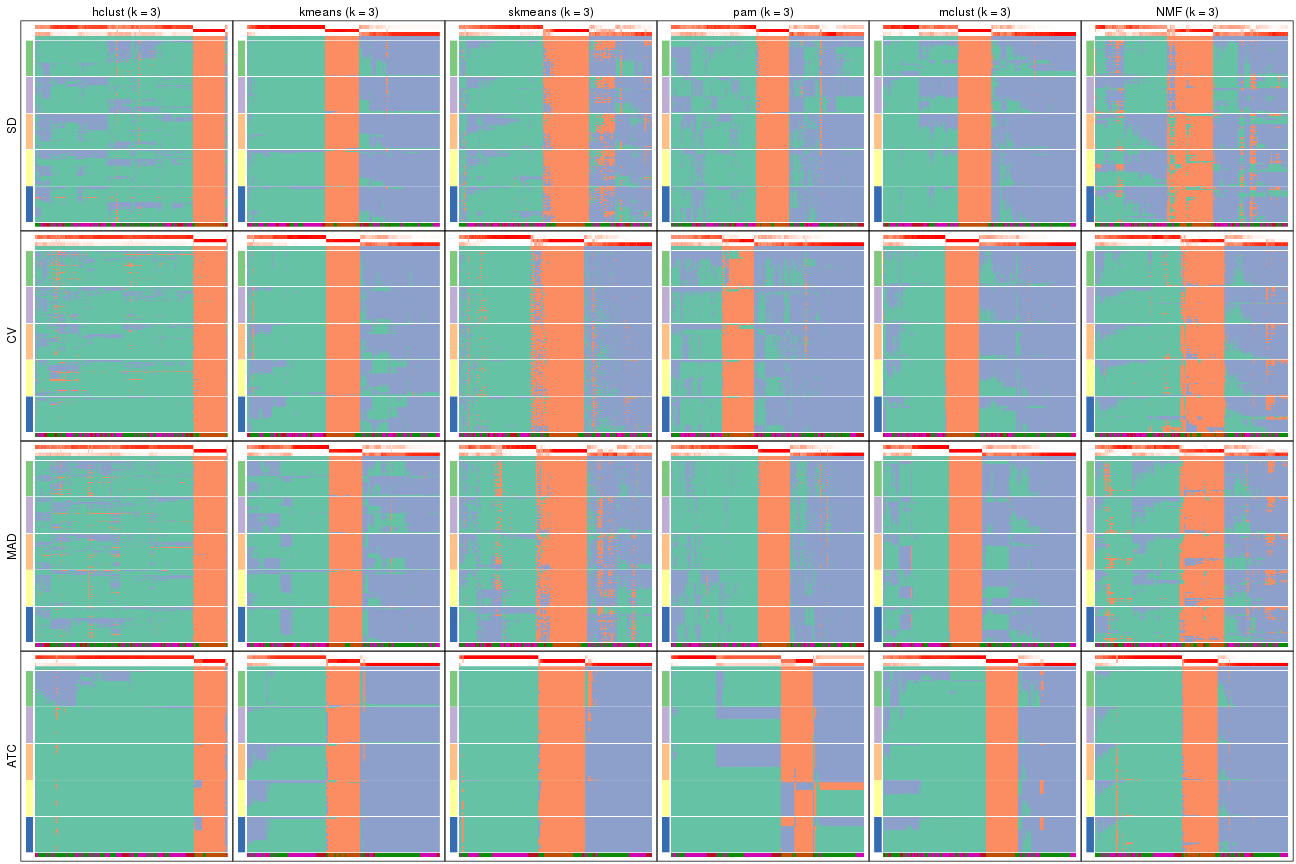 hclust (k = 3)
kmeans (k = 3)
skmeans (k = 3)
pam (k = 3)
mclust (k = 3)
NMF (k = 3)
SD
CV
MAD
ATC